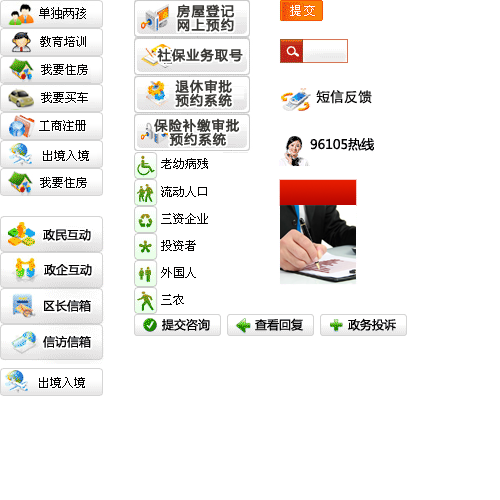 单独两孩
教育培训
我要住房
我要买车
工商注册
出境入境
我要住房
政民互动
政企互动
区长信箱
信访信箱
出境入境
房屋登记
网上预约
社保业务取号
退休审批
预约系统
保险补缴审批
预约系统
老幼病残
流动人口
三资企业
投资者
外国人
三农
提交咨询
查看回复
政务投诉
提交
短信反馈
96105热线